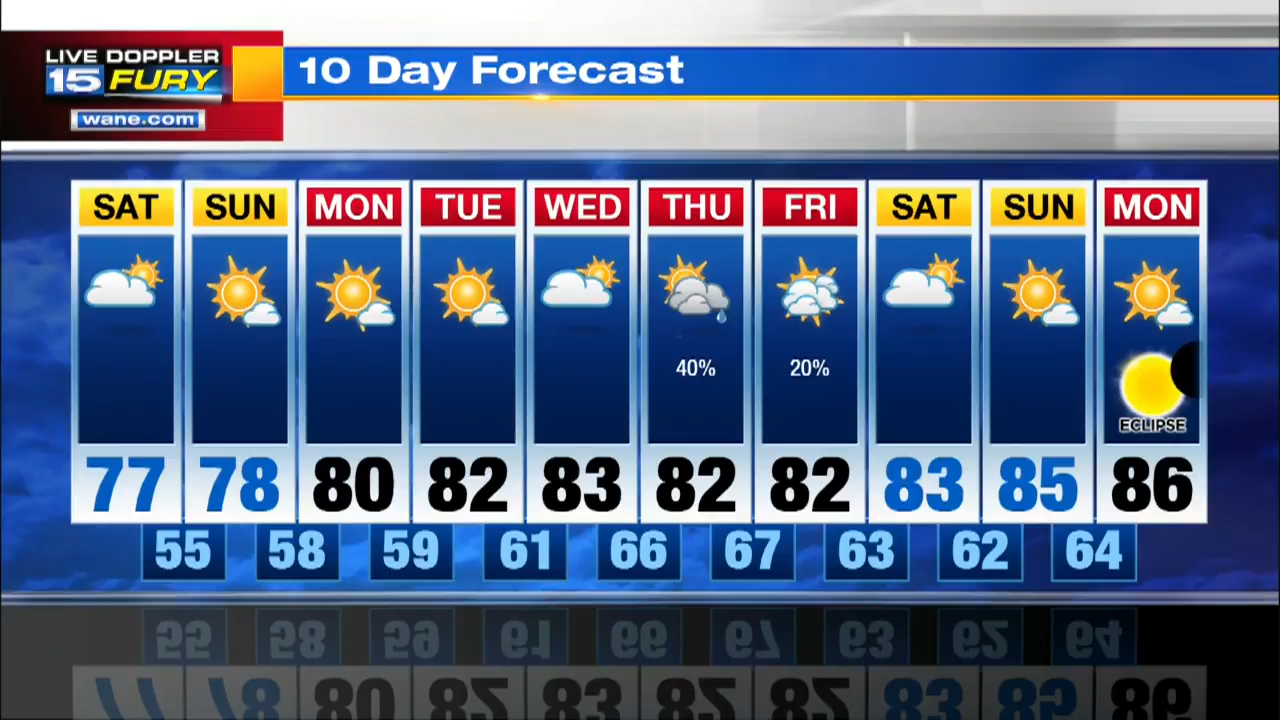 LIVE DOPPLER
15 FURY
wane.com
10 Day Forecast
SAT SUN MON TUE WED THU FRI SAT SUN MON
40% 20%
ECLIPSE
77 78 80 82 83 82 82 83 85 86
55 58 59 61 66 67 63 62 64